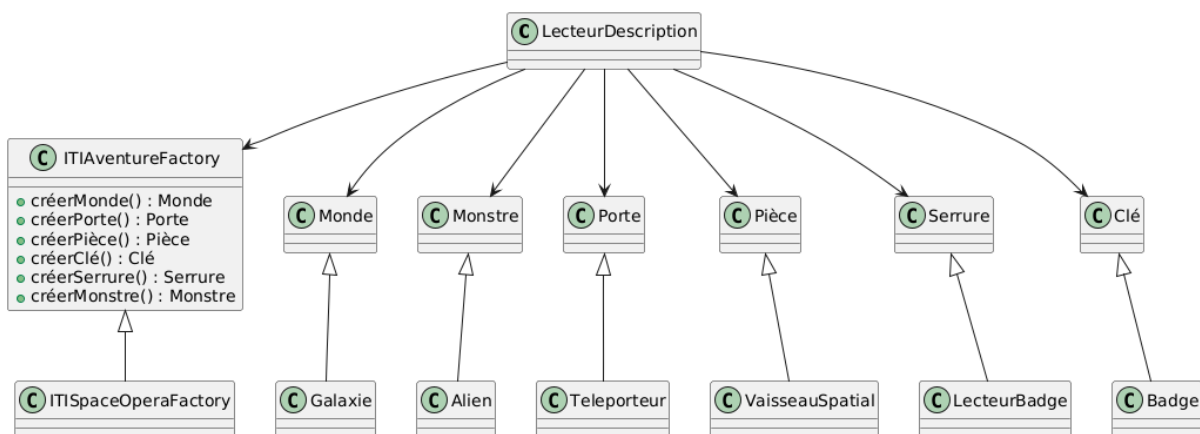 C LecteurDescription
C ITIAventureFactory
créerMonde() : Monde
créerPorte() : Porte
créerPièce() : Pièce
créerClé() : Clé
créerSerrure() : Serrure
créerMonstre() : Monstre
C Monde
C Monstre
C Porte
C Pièce
C Serrure
C Clé
C ITISpaceOperaFactory
C Galaxie
C Alien
C Teleporteur
C VaisseauSpatial
C LecteurBadge
C Badge